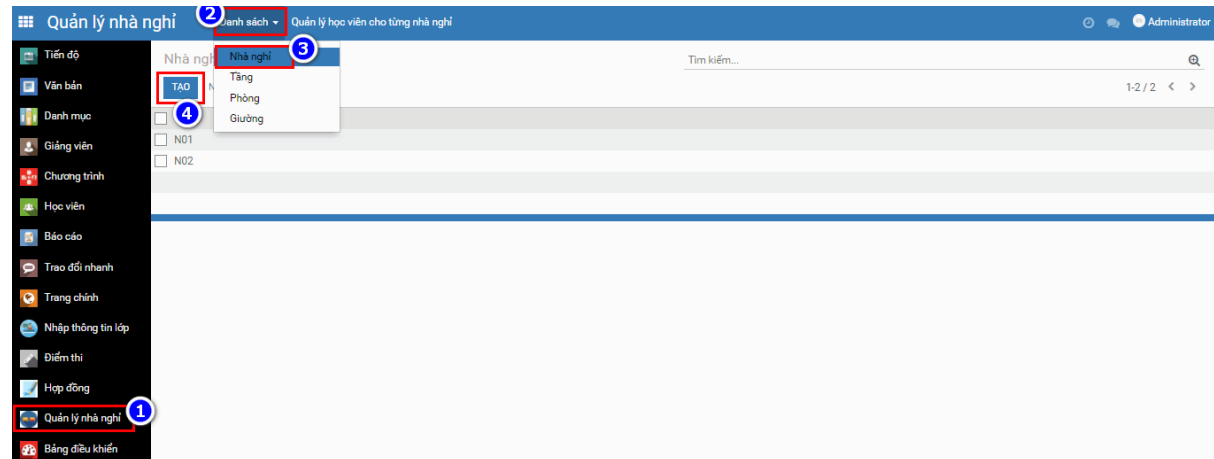 Quản lý nhà nghỉ
2
Danh sách
Quản lý học viên cho từng nhà nghỉ
Administrator
Tiến độ
Văn bản
Danh mục
Giảng viên
Chương trình
Học viên
Báo cáo
Trao đổi nhanh
Trang chính
Nhập thông tin lớp
Điểm thi
Hợp đồng
Quản lý nhà nghỉ
1
Bảng điều khiển
Nhà ngh
Nhà nghỉ
3
Tầng
Phòng
Giường
Tìm kiếm...
TẠO
N
4
1-2 / 2
N01
N02